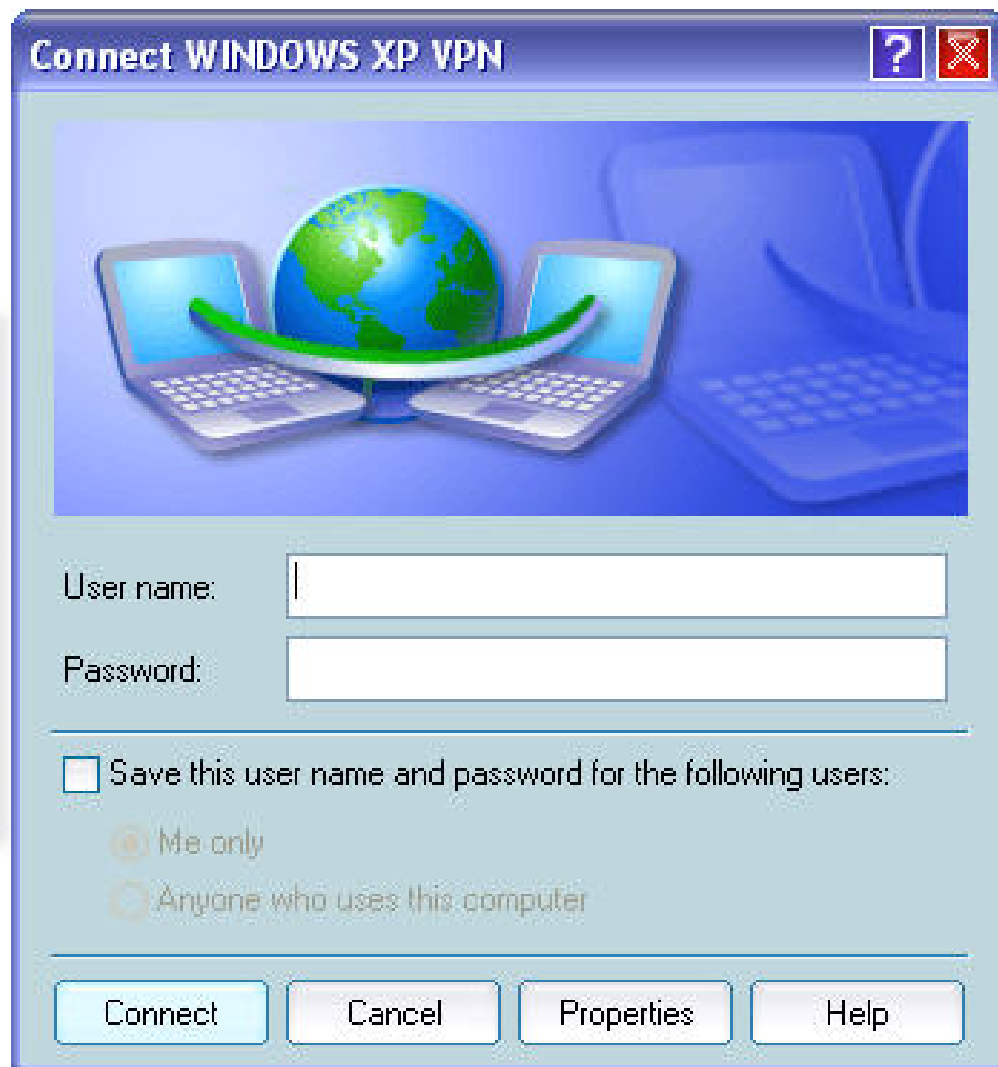 Connect WINDOWS XP VPN
?
User name:
Password:
Save this user name and password for the following users:
Me only
Anyone who uses this computer
Connect Cancel Properties Help